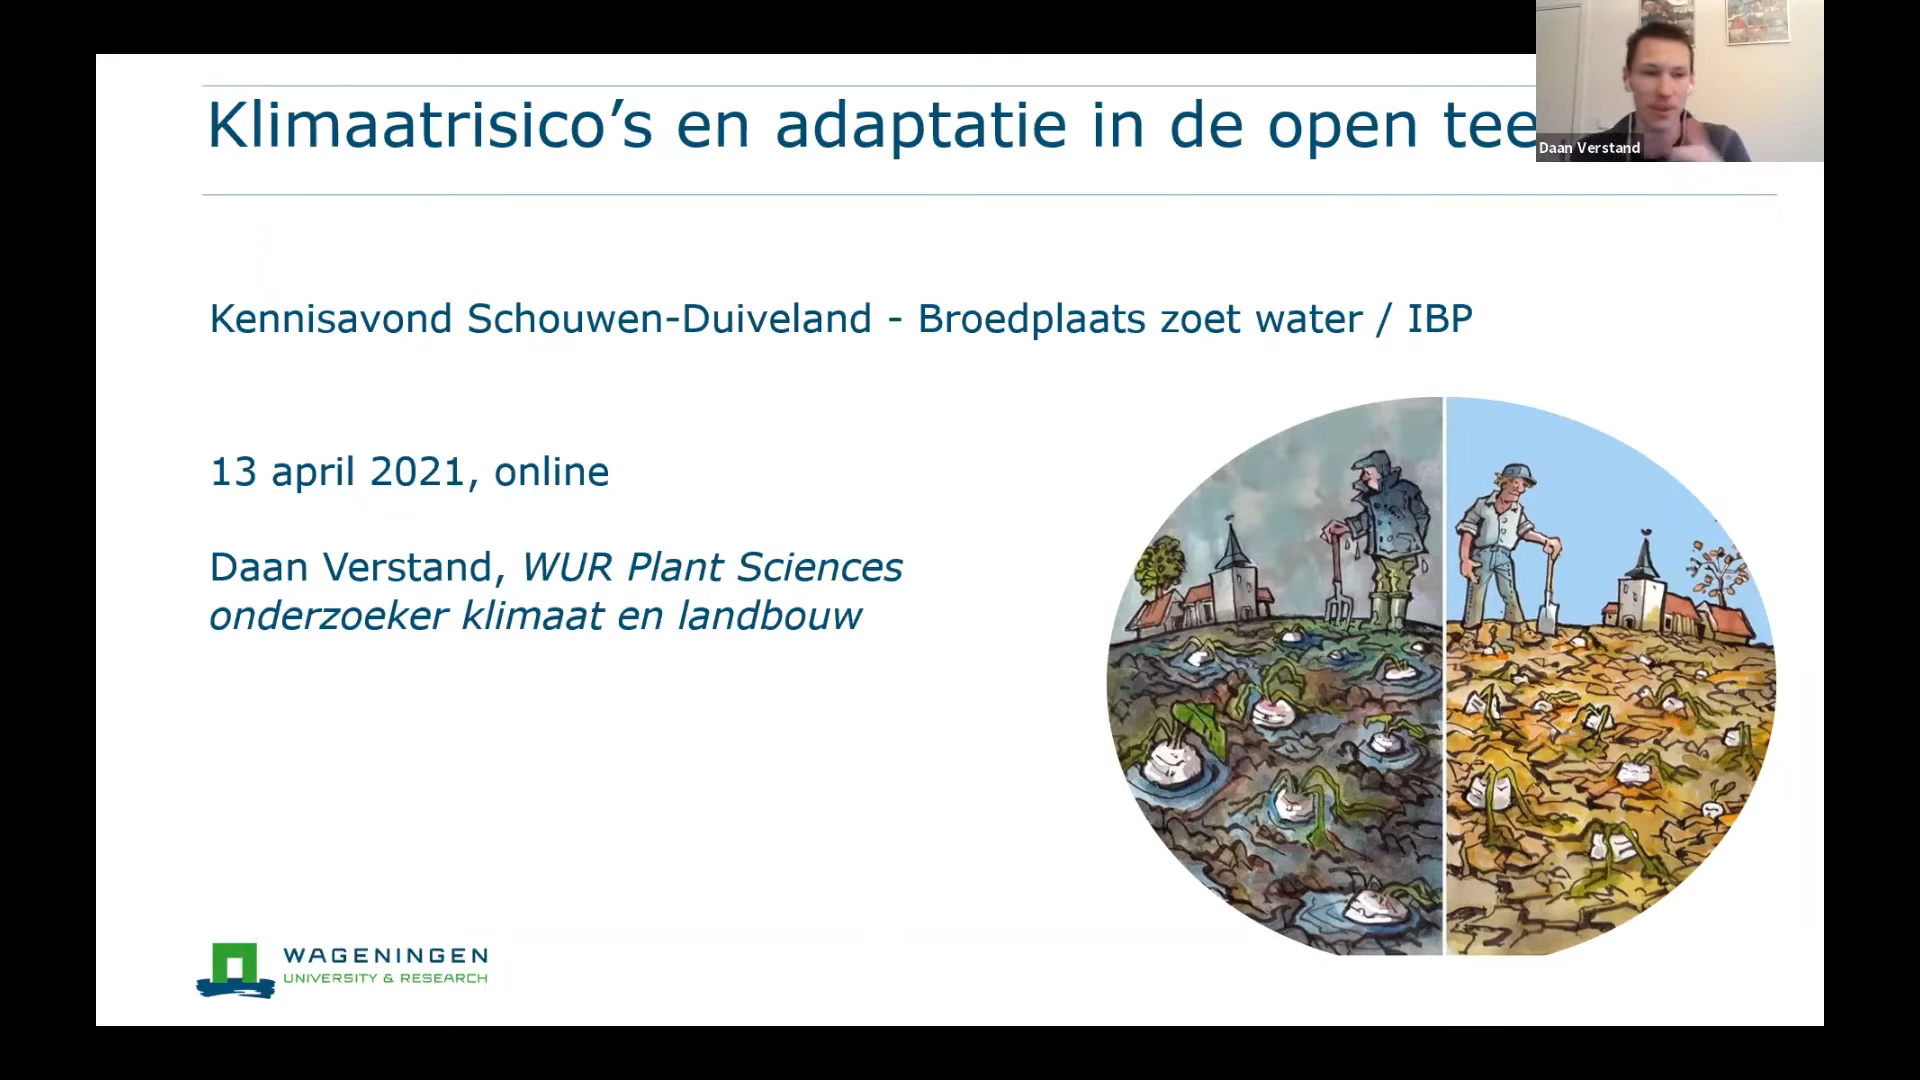 Klimaatrisico’s en adaptatie in de open
Daan Verstand
Kennisavond Schouwen-Duiveland - Broedplaats zoet water / IBP
13 april 2021, online
Daan Verstand, WUR Plant Sciences
onderzoeker klimaat en landbouw
WAGENINGEN
UNIVERSITY & RESEARCH